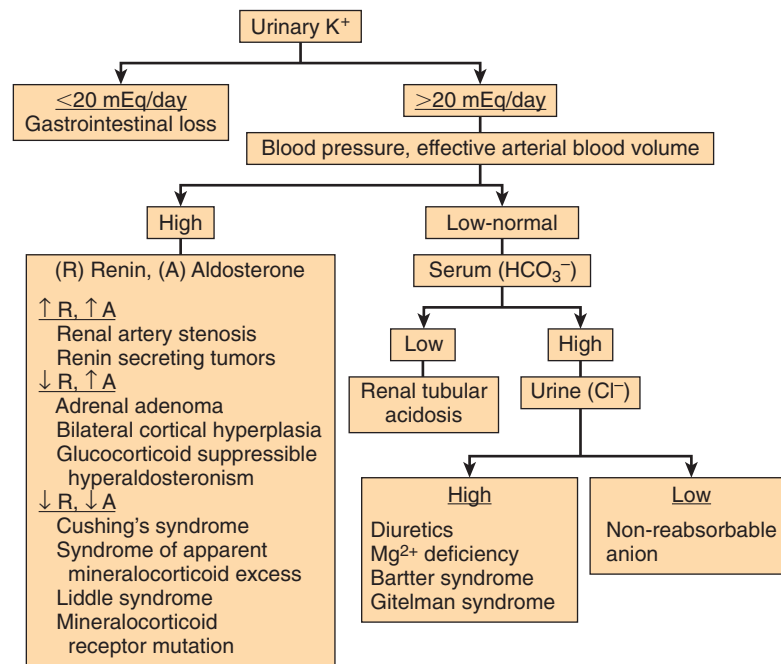 Urinary K⁺
<20 mEq/day
Gastrointestinal loss
>20 mEq/day
Blood pressure, effective arterial blood volume
High
Low-normal
(R) Renin, (A) Aldosterone
↑ R, ↑ A
Renal artery stenosis
Renin secreting tumors
↓ R, ↑ A
Adrenal adenoma
Bilateral cortical hyperplasia
Glucocorticoid suppressible
hyperaldosteronism
↓ R, ↓ A
Cushing's syndrome
Syndrome of apparent
mineralocorticoid excess
Liddle syndrome
Mineralocorticoid
receptor mutation
Serum (HCO₃⁻)
Low
High
Renal tubular
acidosis
Urine (Cl⁻)
High
Diuretics
Mg²⁺ deficiency
Bartter syndrome
Gitelman syndrome
Low
Non-reabsorbable
anion